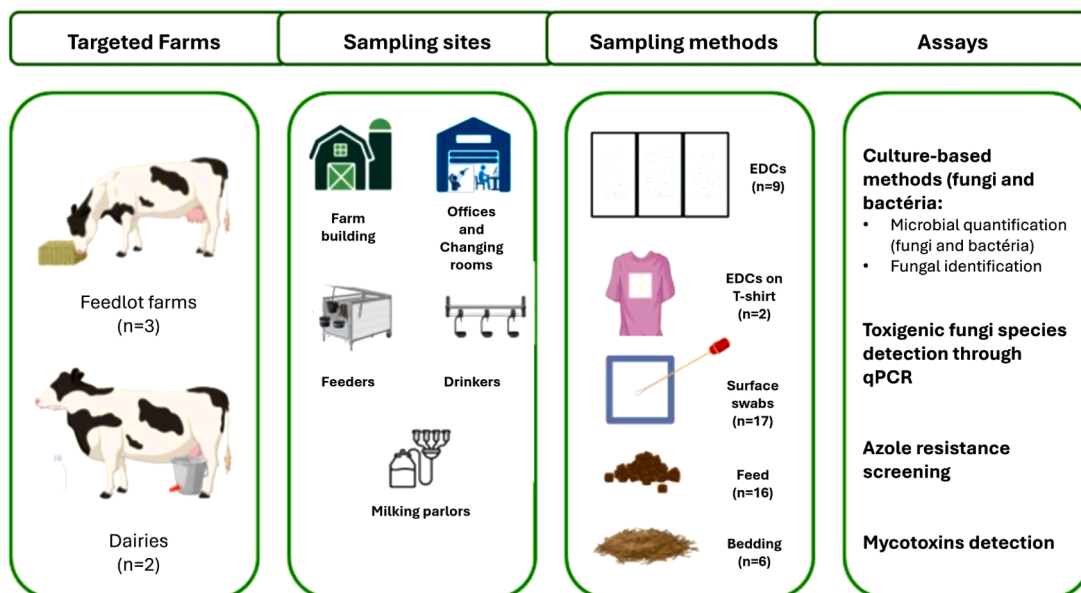 Targeted Farms
Sampling sites
Sampling methods
Assays
Feedlot farms
(n=3)
Dairies
(n=2)
Farm
building
Offices
and
Changing
rooms
Feeders
Drinkers
Milking parlors
EDCs
(n=9)
EDCs on
T-shirt
(n=2)
Surface
swabs
(n=17)
Feed
(n=16)
Bedding
(n=6)
Culture-based
methods (fungi and
bactéria:
• Microbial quantification
(fungi and bactéria)
• Fungal identification
Toxigenic fungi species
detection through
qPCR
Azole resistance
screening
Mycotoxins detection